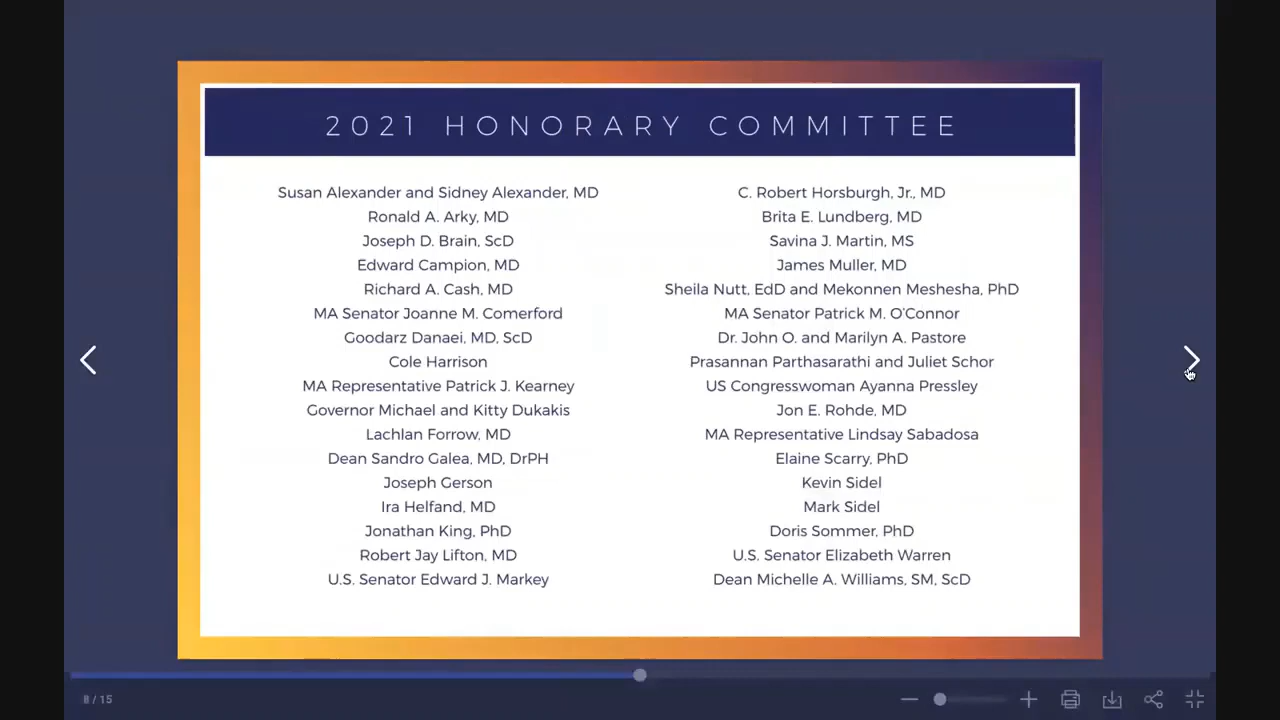 2021 HONORARY COMMITTEE
Susan Alexander and Sidney Alexander, MD
Ronald A. Arky, MD
Joseph D. Brain, ScD
Edward Campion, MD
Richard A. Cash, MD
MA Senator Joanne M. Comerford
Goodarz Danaei, MD, ScD
Cole Harrison
MA Representative Patrick J. Kearney
Governor Michael and Kitty Dukakis
Lachlan Forrow, MD
Dean Sandro Galea, MD, DrPH
Joseph Gerson
Ira Helfand, MD
Jonathan King, PhD
Robert Jay Lifton, MD
U.S. Senator Edward J. Markey
C. Robert Horsburgh, Jr., MD
Brita E. Lundberg, MD
Savina J. Martin, MS
James Muller, MD
Sheila Nutt, EdD and Mekonnen Meshesha, PhD
MA Senator Patrick M. O'Connor
Dr. John O. and Marilyn A. Pastore
Prasannan Parthasarathi and Juliet Schor
US Congresswoman Ayanna Pressley
Jon E. Rohde, MD
MA Representative Lindsay Sabadosa
Elaine Scarry, PhD
Kevin Sidel
Mark Sidel
Doris Sommer, PhD
U.S. Senator Elizabeth Warren
Dean Michelle A. Williams, SM, ScD
8 / 15